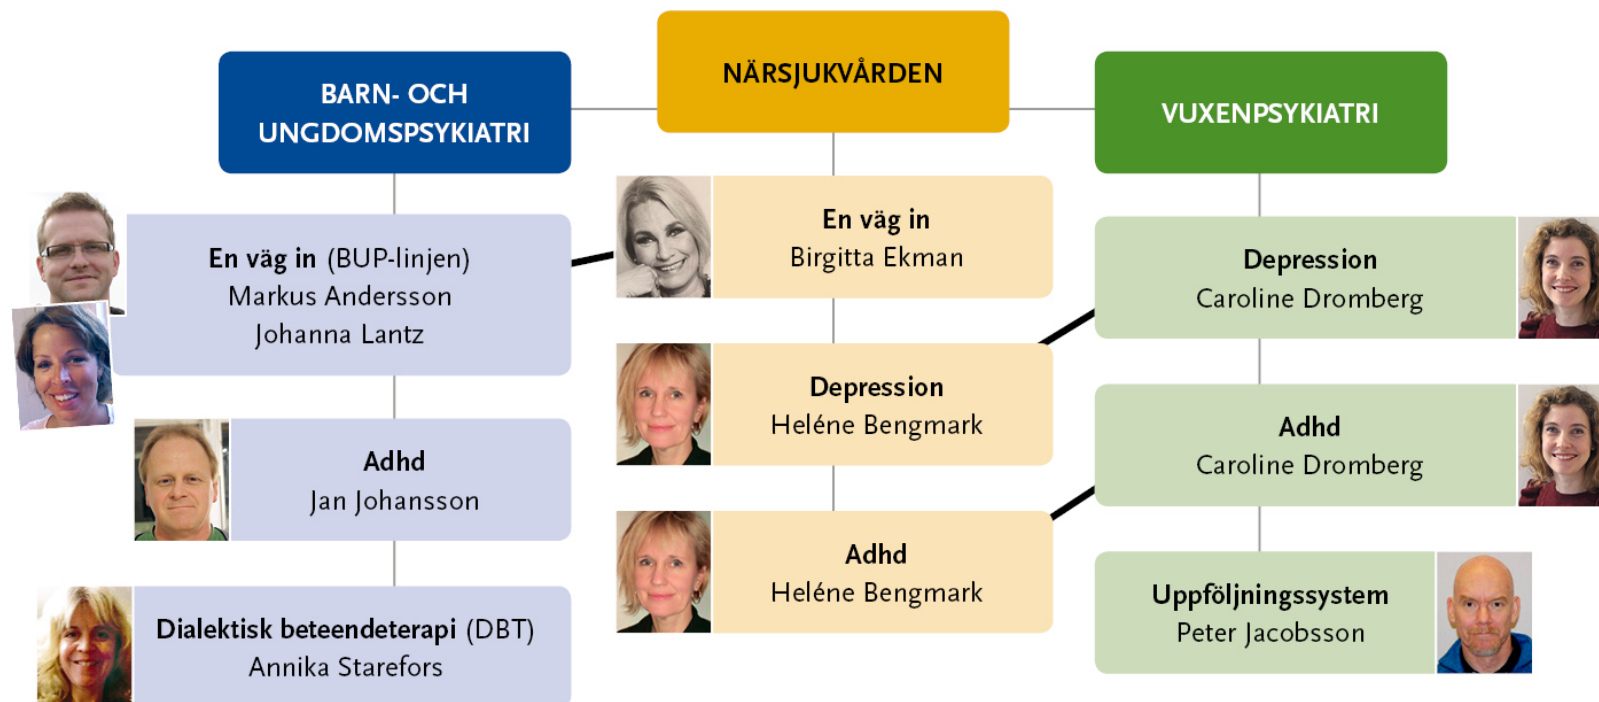 BARN- OCH
UNGDOMSPSYKIATRI
En väg in (BUP-linjen)
Markus Andersson
Johanna Lantz
Adhd
Jan Johansson
Dialektisk beteendeterapi (DBT)
Annika Starefors
NÄRSJUKVÅRDEN
En väg in
Birgitta Ekman
Depression
Heléne Bengmark
Adhd
Heléne Bengmark
VUXENPSYKIATRI
Depression
Caroline Dromberg
Adhd
Caroline Dromberg
Uppföljningssystem
Peter Jacobsson